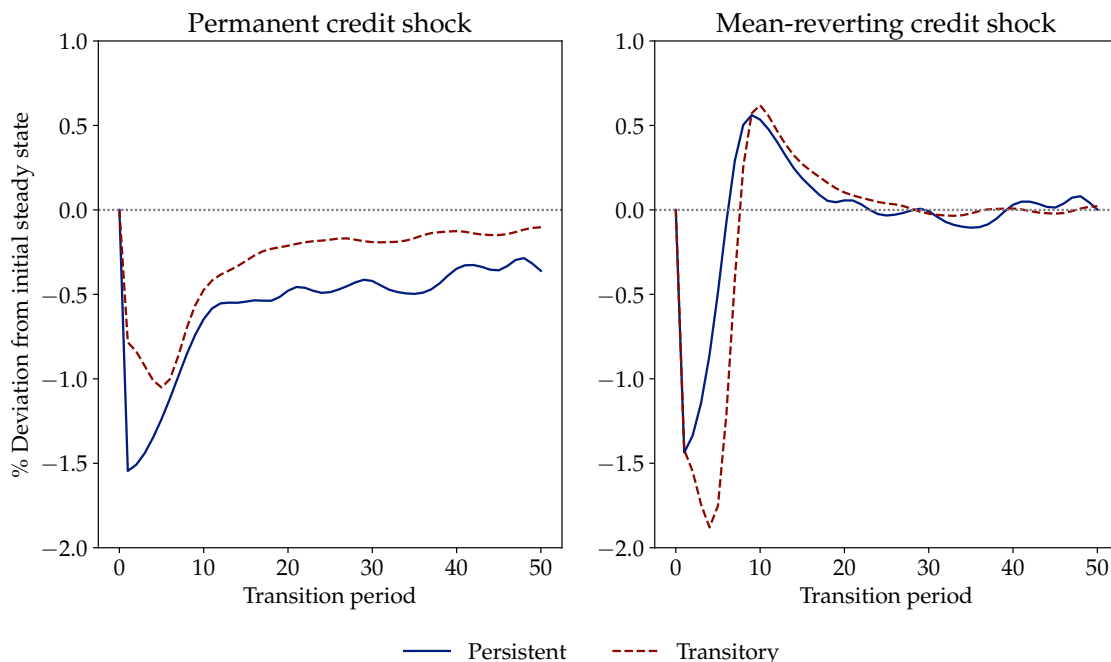 Permanent credit shock
Mean-reverting credit shock
% Deviation from initial steady state
1.0
0.5
0.0
−0.5
−1.0
−1.5
−2.0
0 10 20 30 40 50
Transition period
1.0
0.5
0.0
−0.5
−1.0
−1.5
−2.0
0 10 20 30 40 50
Transition period
Persistent Transitory